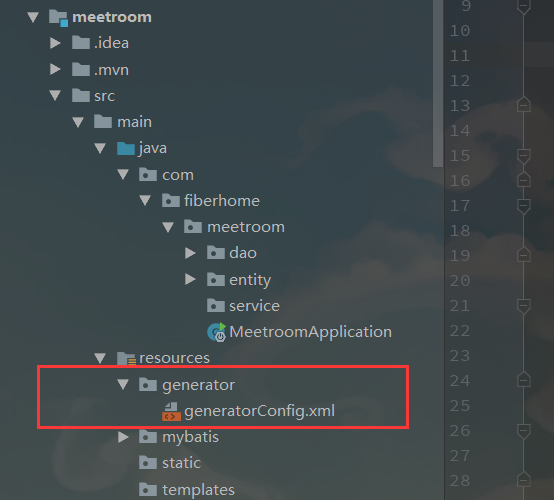 meetroom
.idea
.mvn
src
main
java
com
fiberhome
meetroom
dao
entity
service
MeetroomApplication
resources
generator
generatorConfig.xml
mybatis
static
templates
9
10
11
12
13
14
15
16
17
18
19
20
21
22
23
24
25
26
27
28